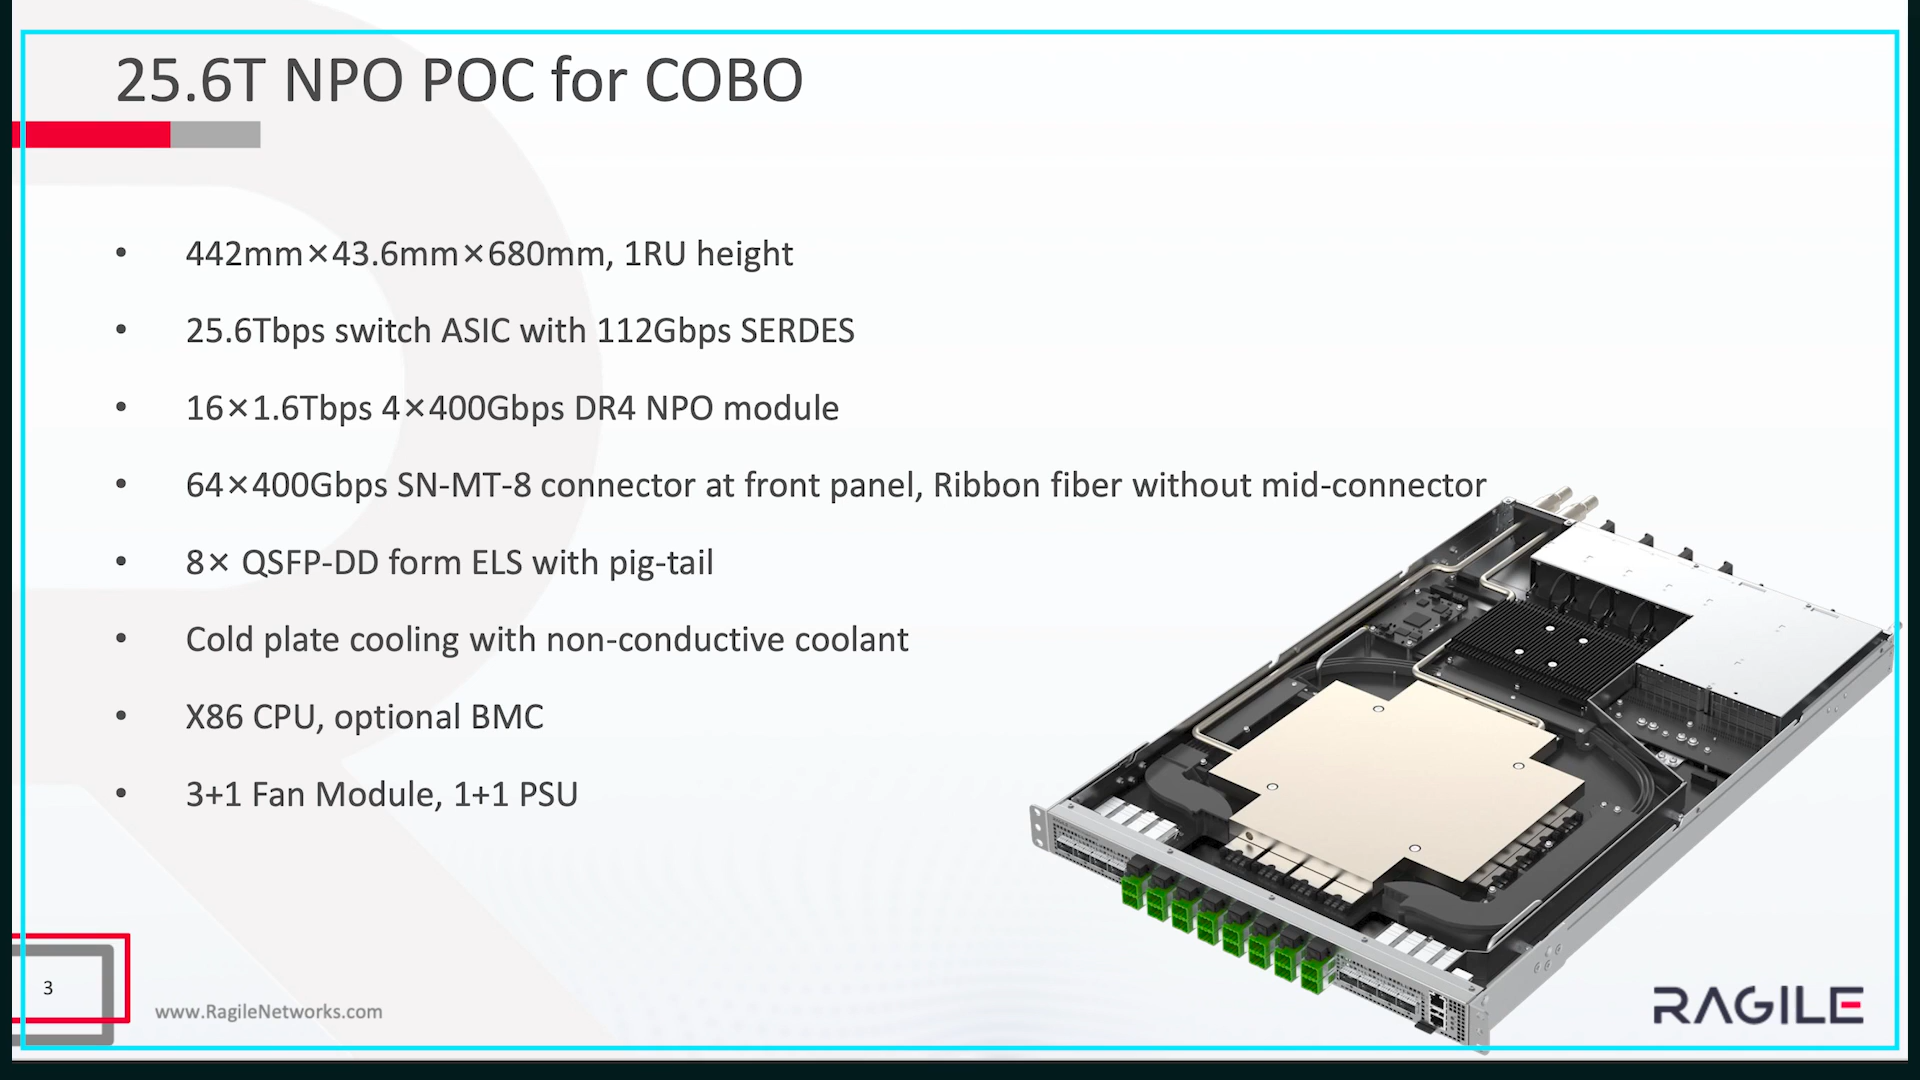 25.6T NPO POC for COBO
• 442mm×43.6mm×680mm, 1RU height
• 25.6Tbps switch ASIC with 112Gbps SERDES
• 16×1.6Tbps 4×400Gbps DR4 NPO module
• 64×400Gbps SN-MT-8 connector at front panel, Ribbon fiber without mid-connector
• 8× QSFP-DD form ELS with pig-tail
• Cold plate cooling with non-conductive coolant
• X86 CPU, optional BMC
• 3+1 Fan Module, 1+1 PSU
3
www.RagileNetworks.com
RAGILE